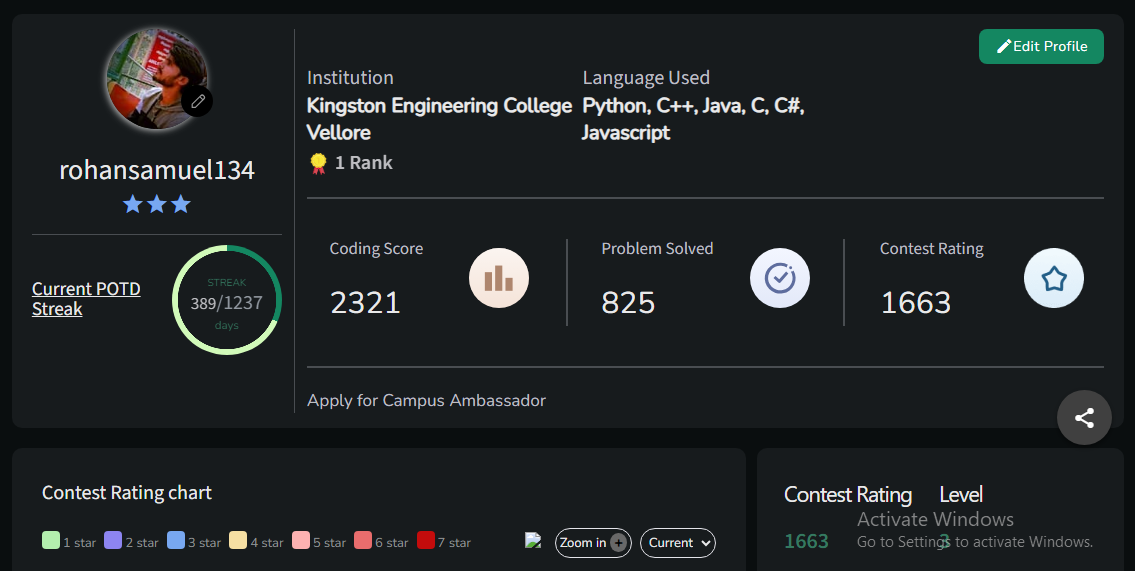 Edit Profile
Institution
Kingston Engineering College
Vellore
1 Rank
Language Used
Python, C++, Java, C, C#,
Javascript
rohansamuel134
Current POTD
Streak
STREAK
389/1237
days
Coding Score
2321
Problem Solved
825
Contest Rating
1663
Apply for Campus Ambassador
Contest Rating chart
1 star 2 star 3 star 4 star 5 star 6 star 7 star
Zoom in +
Current
Contest Rating Level
1663 3
Activate Windows
Go to Settings to activate Windows.